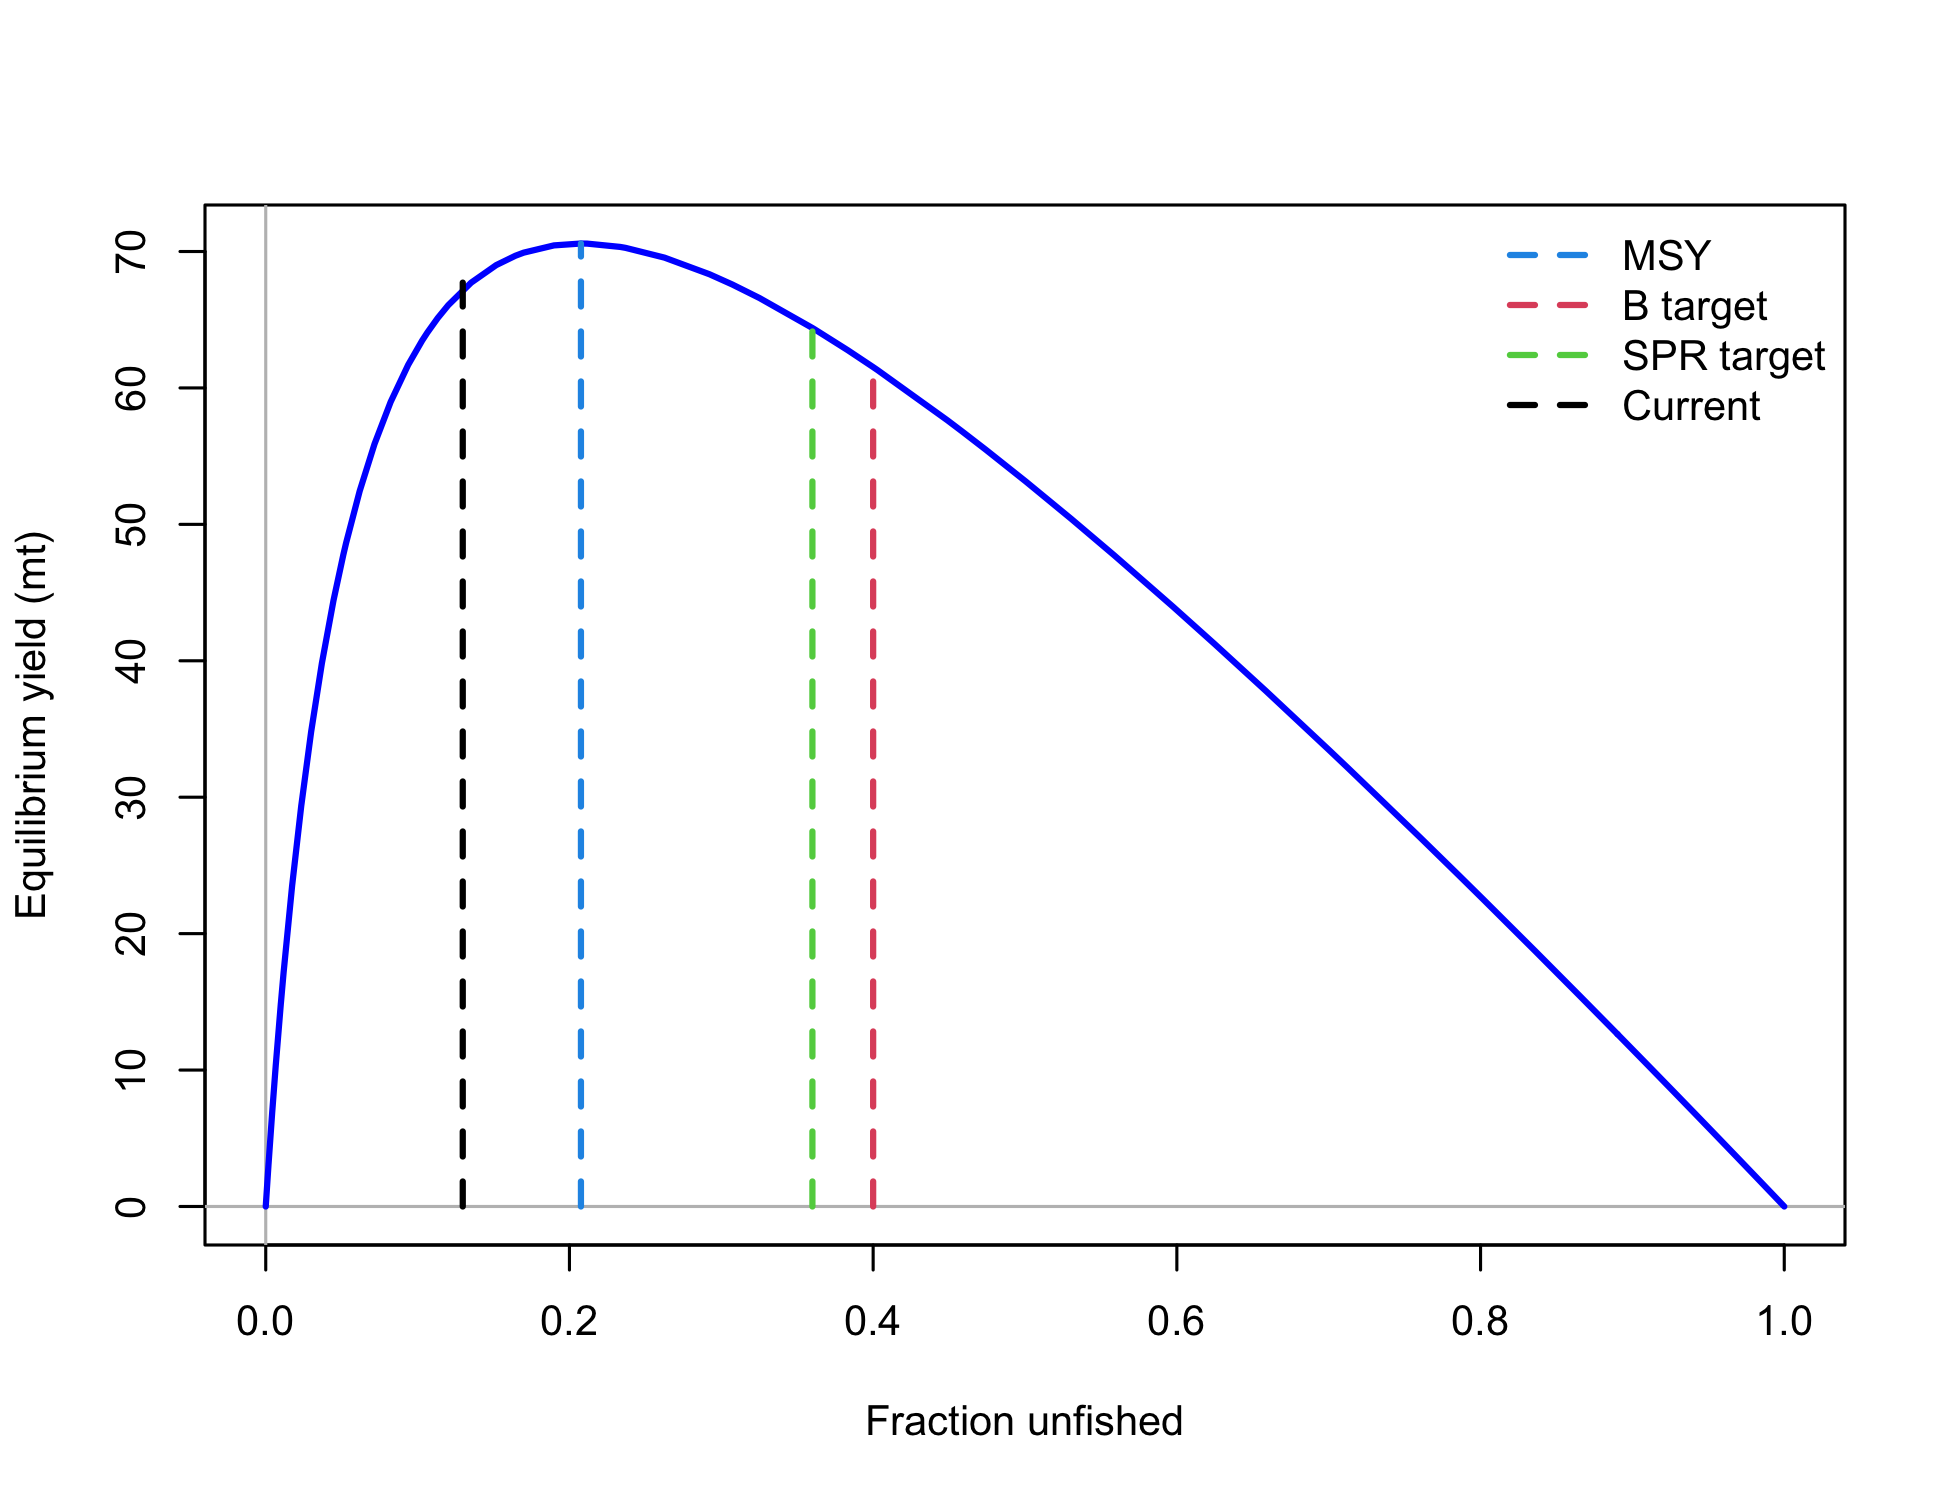 MSY
B target
SPR target
Current
Equilibrium yield (mt)
70
60
50
40
30
20
10
0
0.0 0.2 0.4 0.6 0.8 1.0
Fraction unfished